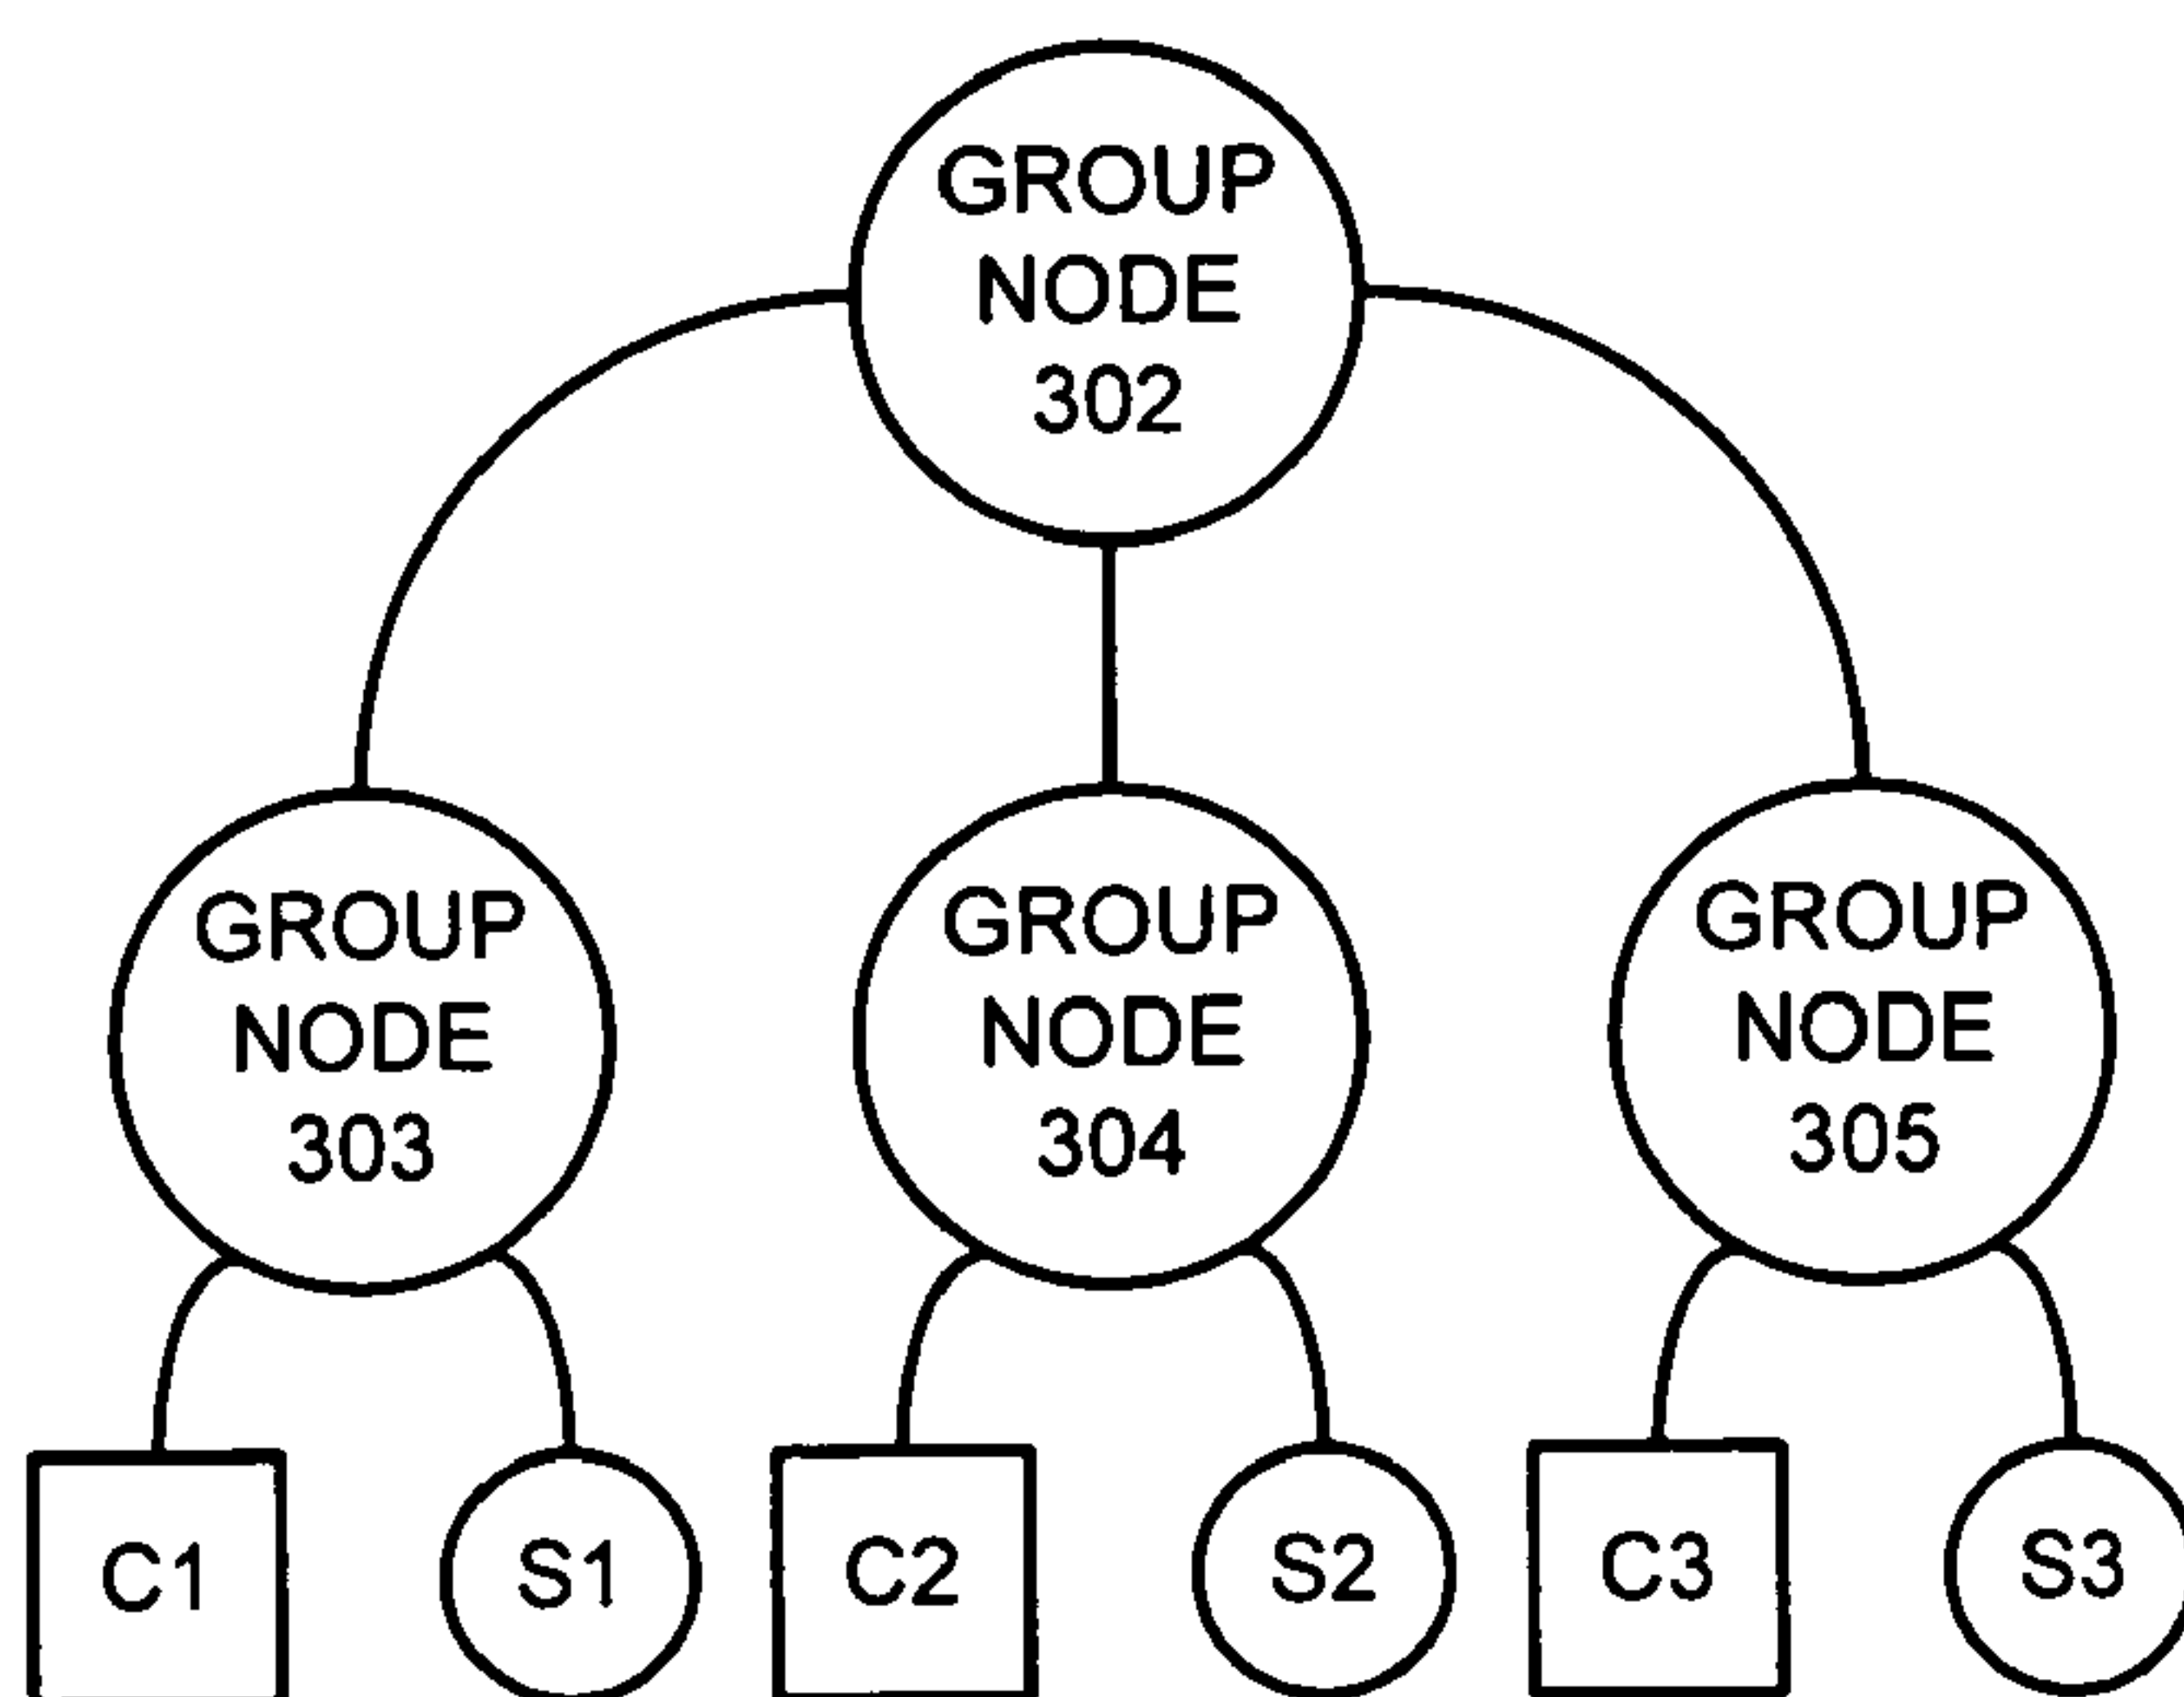 GROUP
NODE
302
GROUP
NODE
303
GROUP
NODE
304
GROUP
NODE
305
C1
S1
C2
S2
C3
S3